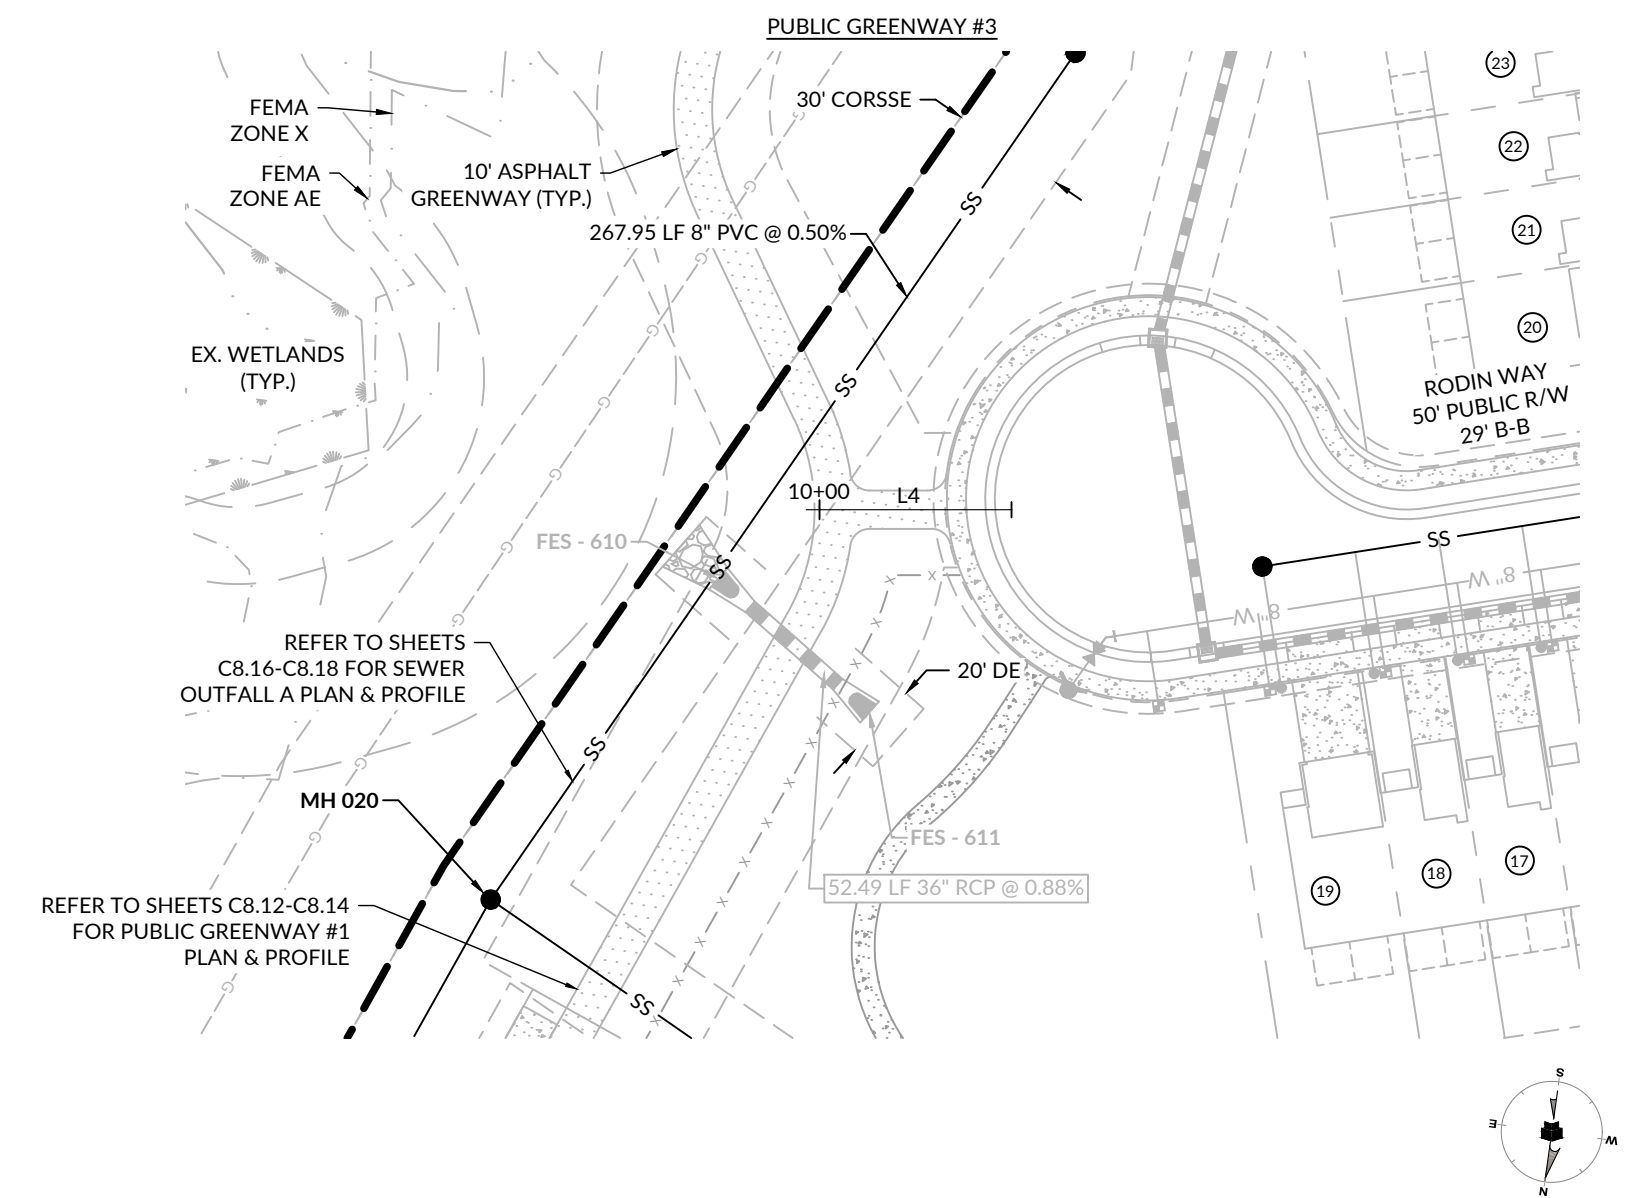 PUBLIC GREENWAY #3
FEMA
ZONE X
FEMA
ZONE AE
10' ASPHALT
GREENWAY (TYP.)
30' CORSSE
267.95 LF 8" PVC @ 0.50%
EX. WETLANDS
(TYP.)
23
22
21
20
RODIN WAY
50' PUBLIC R/W
29' B-B
G
G
G
G
G
G
G
G
G
G
G
SS
SS
SS
SS
SS
SS
10+00
L4
FES - 610
8" W
8" W
x
x
x
x
x
x
x
x
x
x
REFER TO SHEETS
C8.16-C8.18 FOR SEWER
OUTFALL A PLAN & PROFILE
20' DE
MH 020
FES - 611
52.49 LF 36" RCP @ 0.88%
19
18
17
REFER TO SHEETS C8.12-C8.14
FOR PUBLIC GREENWAY #1
PLAN & PROFILE
S
E
W
N